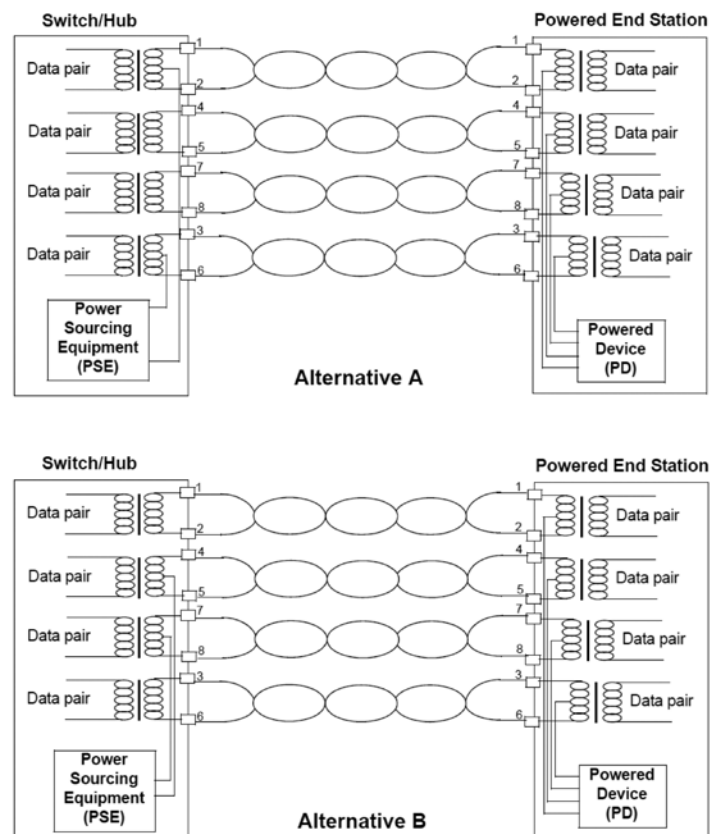 Switch/Hub
Powered End Station
1
1
Data pair
Data pair
2
2
4
4
Data pair
Data pair
5
5
7
7
Data pair
Data pair
8
8
3
3
Data pair
Data pair
6
6
Power
Sourcing
Equipment
(PSE)
Powered
Device
(PD)
Alternative A
Switch/Hub
Powered End Station
1
1
Data pair
Data pair
2
2
4
4
Data pair
Data pair
5
5
7
7
Data pair
Data pair
8
8
3
3
Data pair
Data pair
6
6
Power
Sourcing
Equipment
(PSE)
Powered
Device
(PD)
Alternative B